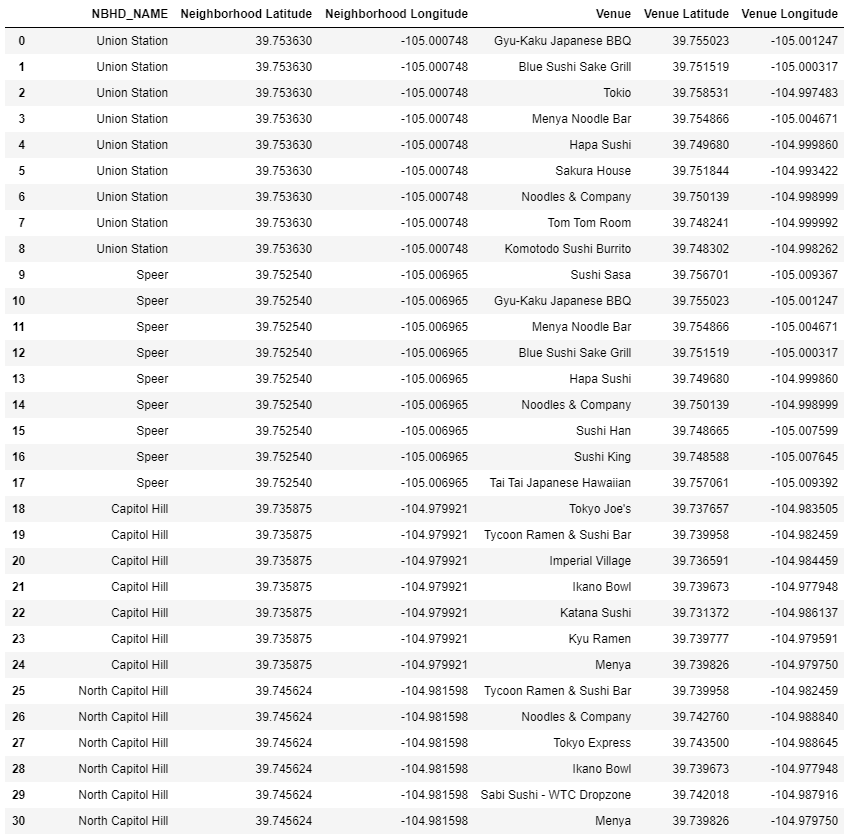 NBHD_NAME Neighborhood Latitude Neighborhood Longitude Venue Venue Latitude Venue Longitude
0 Union Station 39.753630 -105.000748 Gyu-Kaku Japanese BBQ 39.755023 -105.001247
1 Union Station 39.753630 -105.000748 Blue Sushi Sake Grill 39.751519 -105.000317
2 Union Station 39.753630 -105.000748 Tokio 39.758531 -104.997483
3 Union Station 39.753630 -105.000748 Menya Noodle Bar 39.754866 -105.004671
4 Union Station 39.753630 -105.000748 Hapa Sushi 39.749680 -104.999860
5 Union Station 39.753630 -105.000748 Sakura House 39.751844 -104.993422
6 Union Station 39.753630 -105.000748 Noodles & Company 39.750139 -104.998999
7 Union Station 39.753630 -105.000748 Tom Tom Room 39.748241 -104.999992
8 Union Station 39.753630 -105.000748 Komotodo Sushi Burrito 39.748302 -104.998262
9 Speer 39.752540 -105.006965 Sushi Sasa 39.756701 -105.009367
10 Speer 39.752540 -105.006965 Gyu-Kaku Japanese BBQ 39.755023 -105.001247
11 Speer 39.752540 -105.006965 Menya Noodle Bar 39.754866 -105.004671
12 Speer 39.752540 -105.006965 Blue Sushi Sake Grill 39.751519 -105.000317
13 Speer 39.752540 -105.006965 Hapa Sushi 39.749680 -104.999860
14 Speer 39.752540 -105.006965 Noodles & Company 39.750139 -104.998999
15 Speer 39.752540 -105.006965 Sushi Han 39.748665 -105.007599
16 Speer 39.752540 -105.006965 Sushi King 39.748588 -105.007645
17 Speer 39.752540 -105.006965 Tai Tai Japanese Hawaiian 39.757061 -105.009392
18 Capitol Hill 39.735875 -104.979921 Tokyo Joe's 39.737657 -104.983505
19 Capitol Hill 39.735875 -104.979921 Tycoon Ramen & Sushi Bar 39.739958 -104.982459
20 Capitol Hill 39.735875 -104.979921 Imperial Village 39.736591 -104.984459
21 Capitol Hill 39.735875 -104.979921 Ikano Bowl 39.739673 -104.977948
22 Capitol Hill 39.735875 -104.979921 Katana Sushi 39.731372 -104.986137
23 Capitol Hill 39.735875 -104.979921 Kyu Ramen 39.739777 -104.979591
24 Capitol Hill 39.735875 -104.979921 Menya 39.739826 -104.979750
25 North Capitol Hill 39.745624 -104.981598 Tycoon Ramen & Sushi Bar 39.739958 -104.982459
26 North Capitol Hill 39.745624 -104.981598 Noodles & Company 39.742760 -104.988840
27 North Capitol Hill 39.745624 -104.981598 Tokyo Express 39.743500 -104.988645
28 North Capitol Hill 39.745624 -104.981598 Ikano Bowl 39.739673 -104.977948
29 North Capitol Hill 39.745624 -104.981598 Sabi Sushi - WTC Dropzone 39.742018 -104.987916
30 North Capitol Hill 39.745624 -104.981598 Menya 39.739826 -104.979750